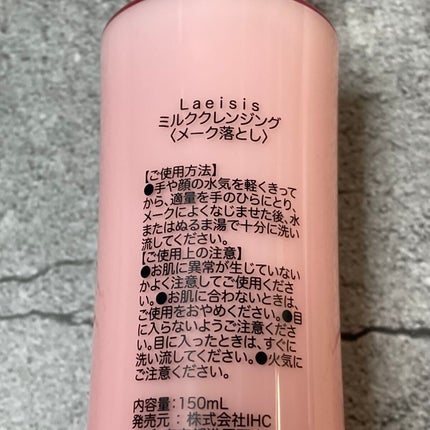 Laeisis
ミルククレンジング
〈メーク落とし〉
【ご使用方法】
●手や顔の水気を軽くきって
から、適量を手のひらにとり、
メークによくなじませた後、水
またはぬるま湯で十分に洗い
流してください。
【ご使用上の注意】
●お肌に異常が生じていない
かよく注意してご使用くださ
い。●お肌に合わないときは、
ご使用をおやめください。●目
に入らないようご注意くださ
い。目に入ったときは、すぐに
洗い流してください。●火気に
ご注意ください。
内容量:150mL
発売元 : 株式会社IHC